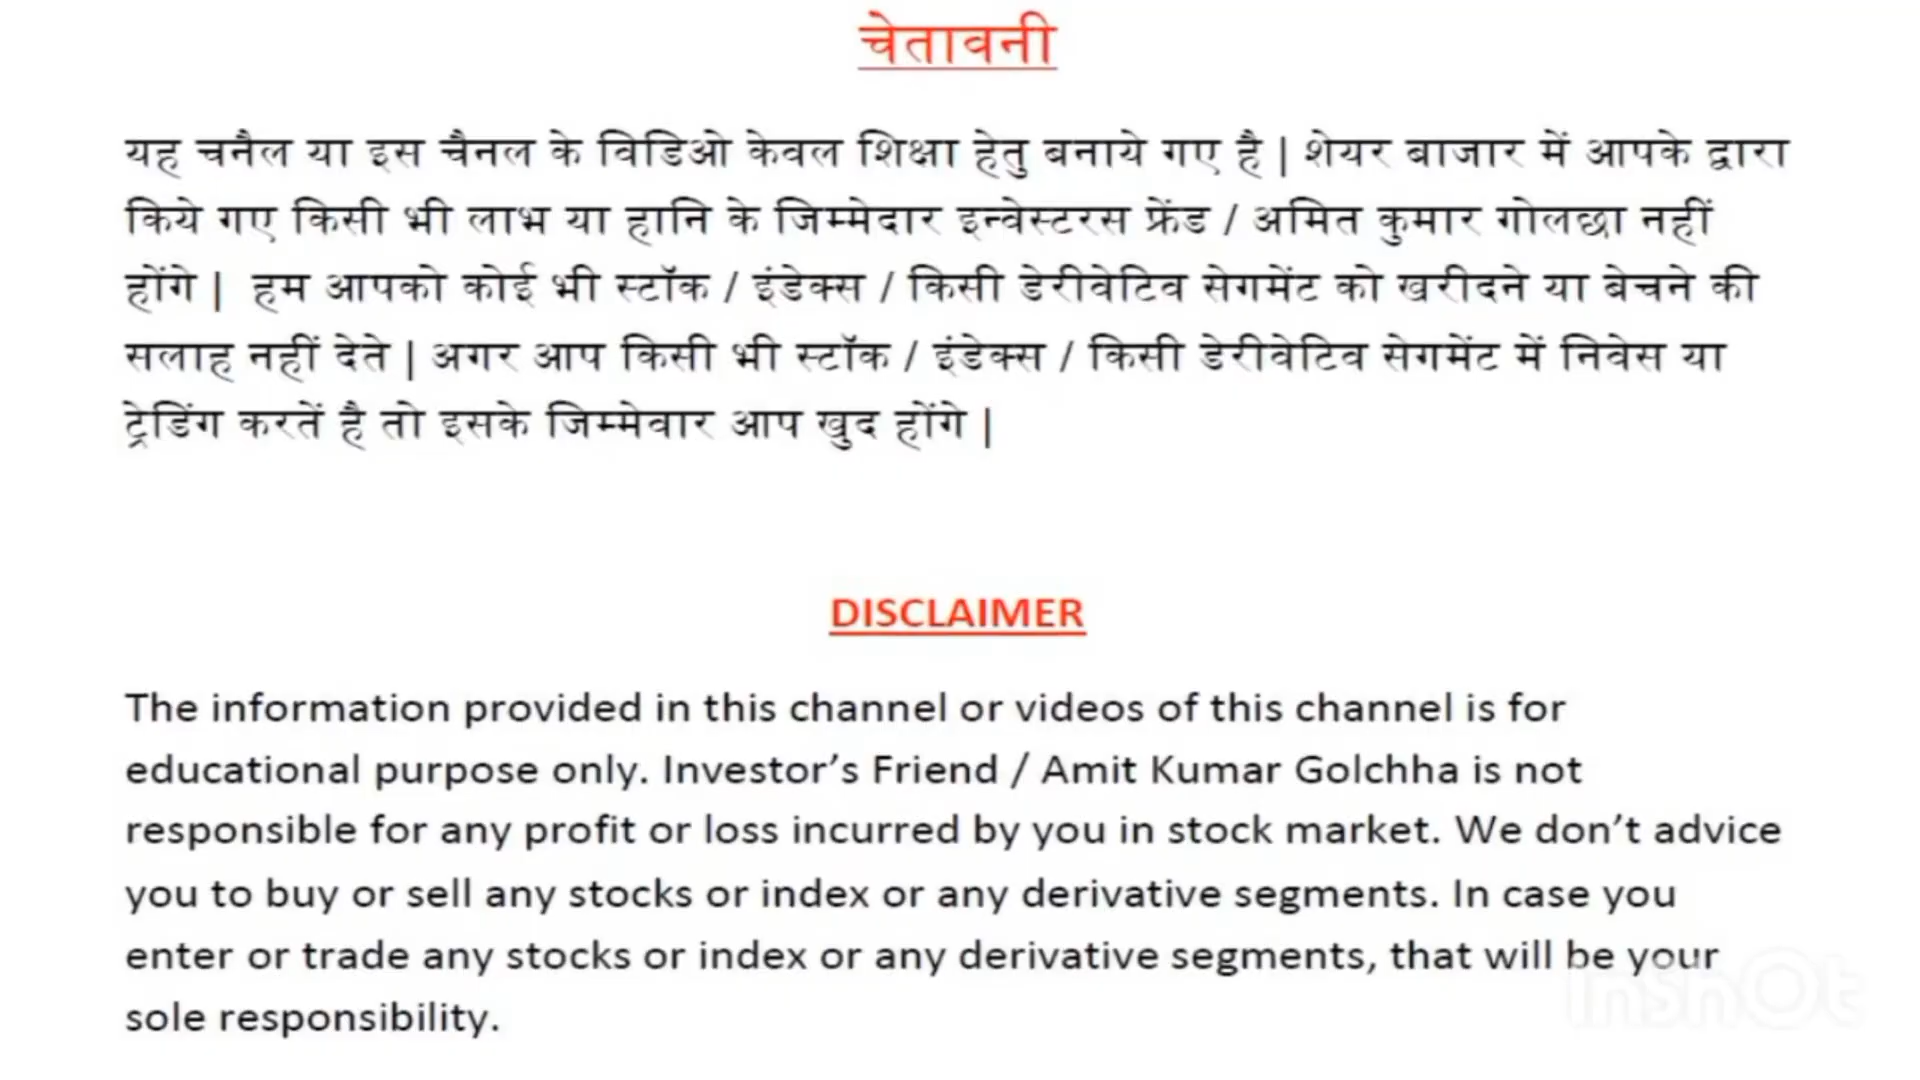 चेतावनी
यह चनैल या इस चैनल के विडिओ केवल शिक्षा हेतु बनाये गए है | शेयर बाजार में आपके द्वारा
किये गए किसी भी लाभ या हानि के जिम्मेदार इन्वेस्टरस फ्रेंड / अमित कुमार गोलछा नहीं
होंगे | हम आपको कोई भी स्टॉक / इंडेक्स / किसी डेरीवेटिव सेगमेंट को खरीदने या बेचने की
सलाह नहीं देते | अगर आप किसी भी स्टॉक / इंडेक्स / किसी डेरीवेटिव सेगमेंट में निवेस या
ट्रेडिंग करतें है तो इसके जिम्मेवार आप खुद होंगे |
DISCLAIMER
The information provided in this channel or videos of this channel is for
educational purpose only. Investor’s Friend / Amit Kumar Golchha is not
responsible for any profit or loss incurred by you in stock market. We don’t advice
you to buy or sell any stocks or index or any derivative segments. In case you
enter or trade any stocks or index or any derivative segments, that will be your
sole responsibility.
InshOt